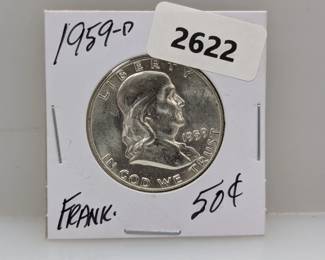 1959-D
2622
LIBERTY
1959
IN GOD WE TRUST
FRANK.
50¢